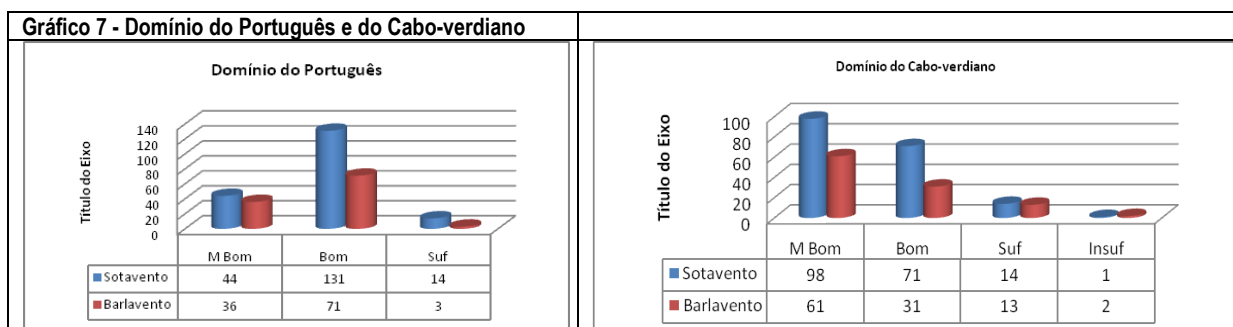 Gráfico 7 - Domínio do Português e do Cabo-verdiano
Domínio do Português
Título do Eixo
140
120
100
80
60
40
20
0
M Bom Bom Suf
Sotavento 44 131 14
Barlavento 36 71 3
Domínio do Cabo-verdiano
Título do Eixo
100
80
60
40
20
0
M Bom Bom Suf Insuf
Sotavento 98 71 14 1
Barlavento 61 31 13 2